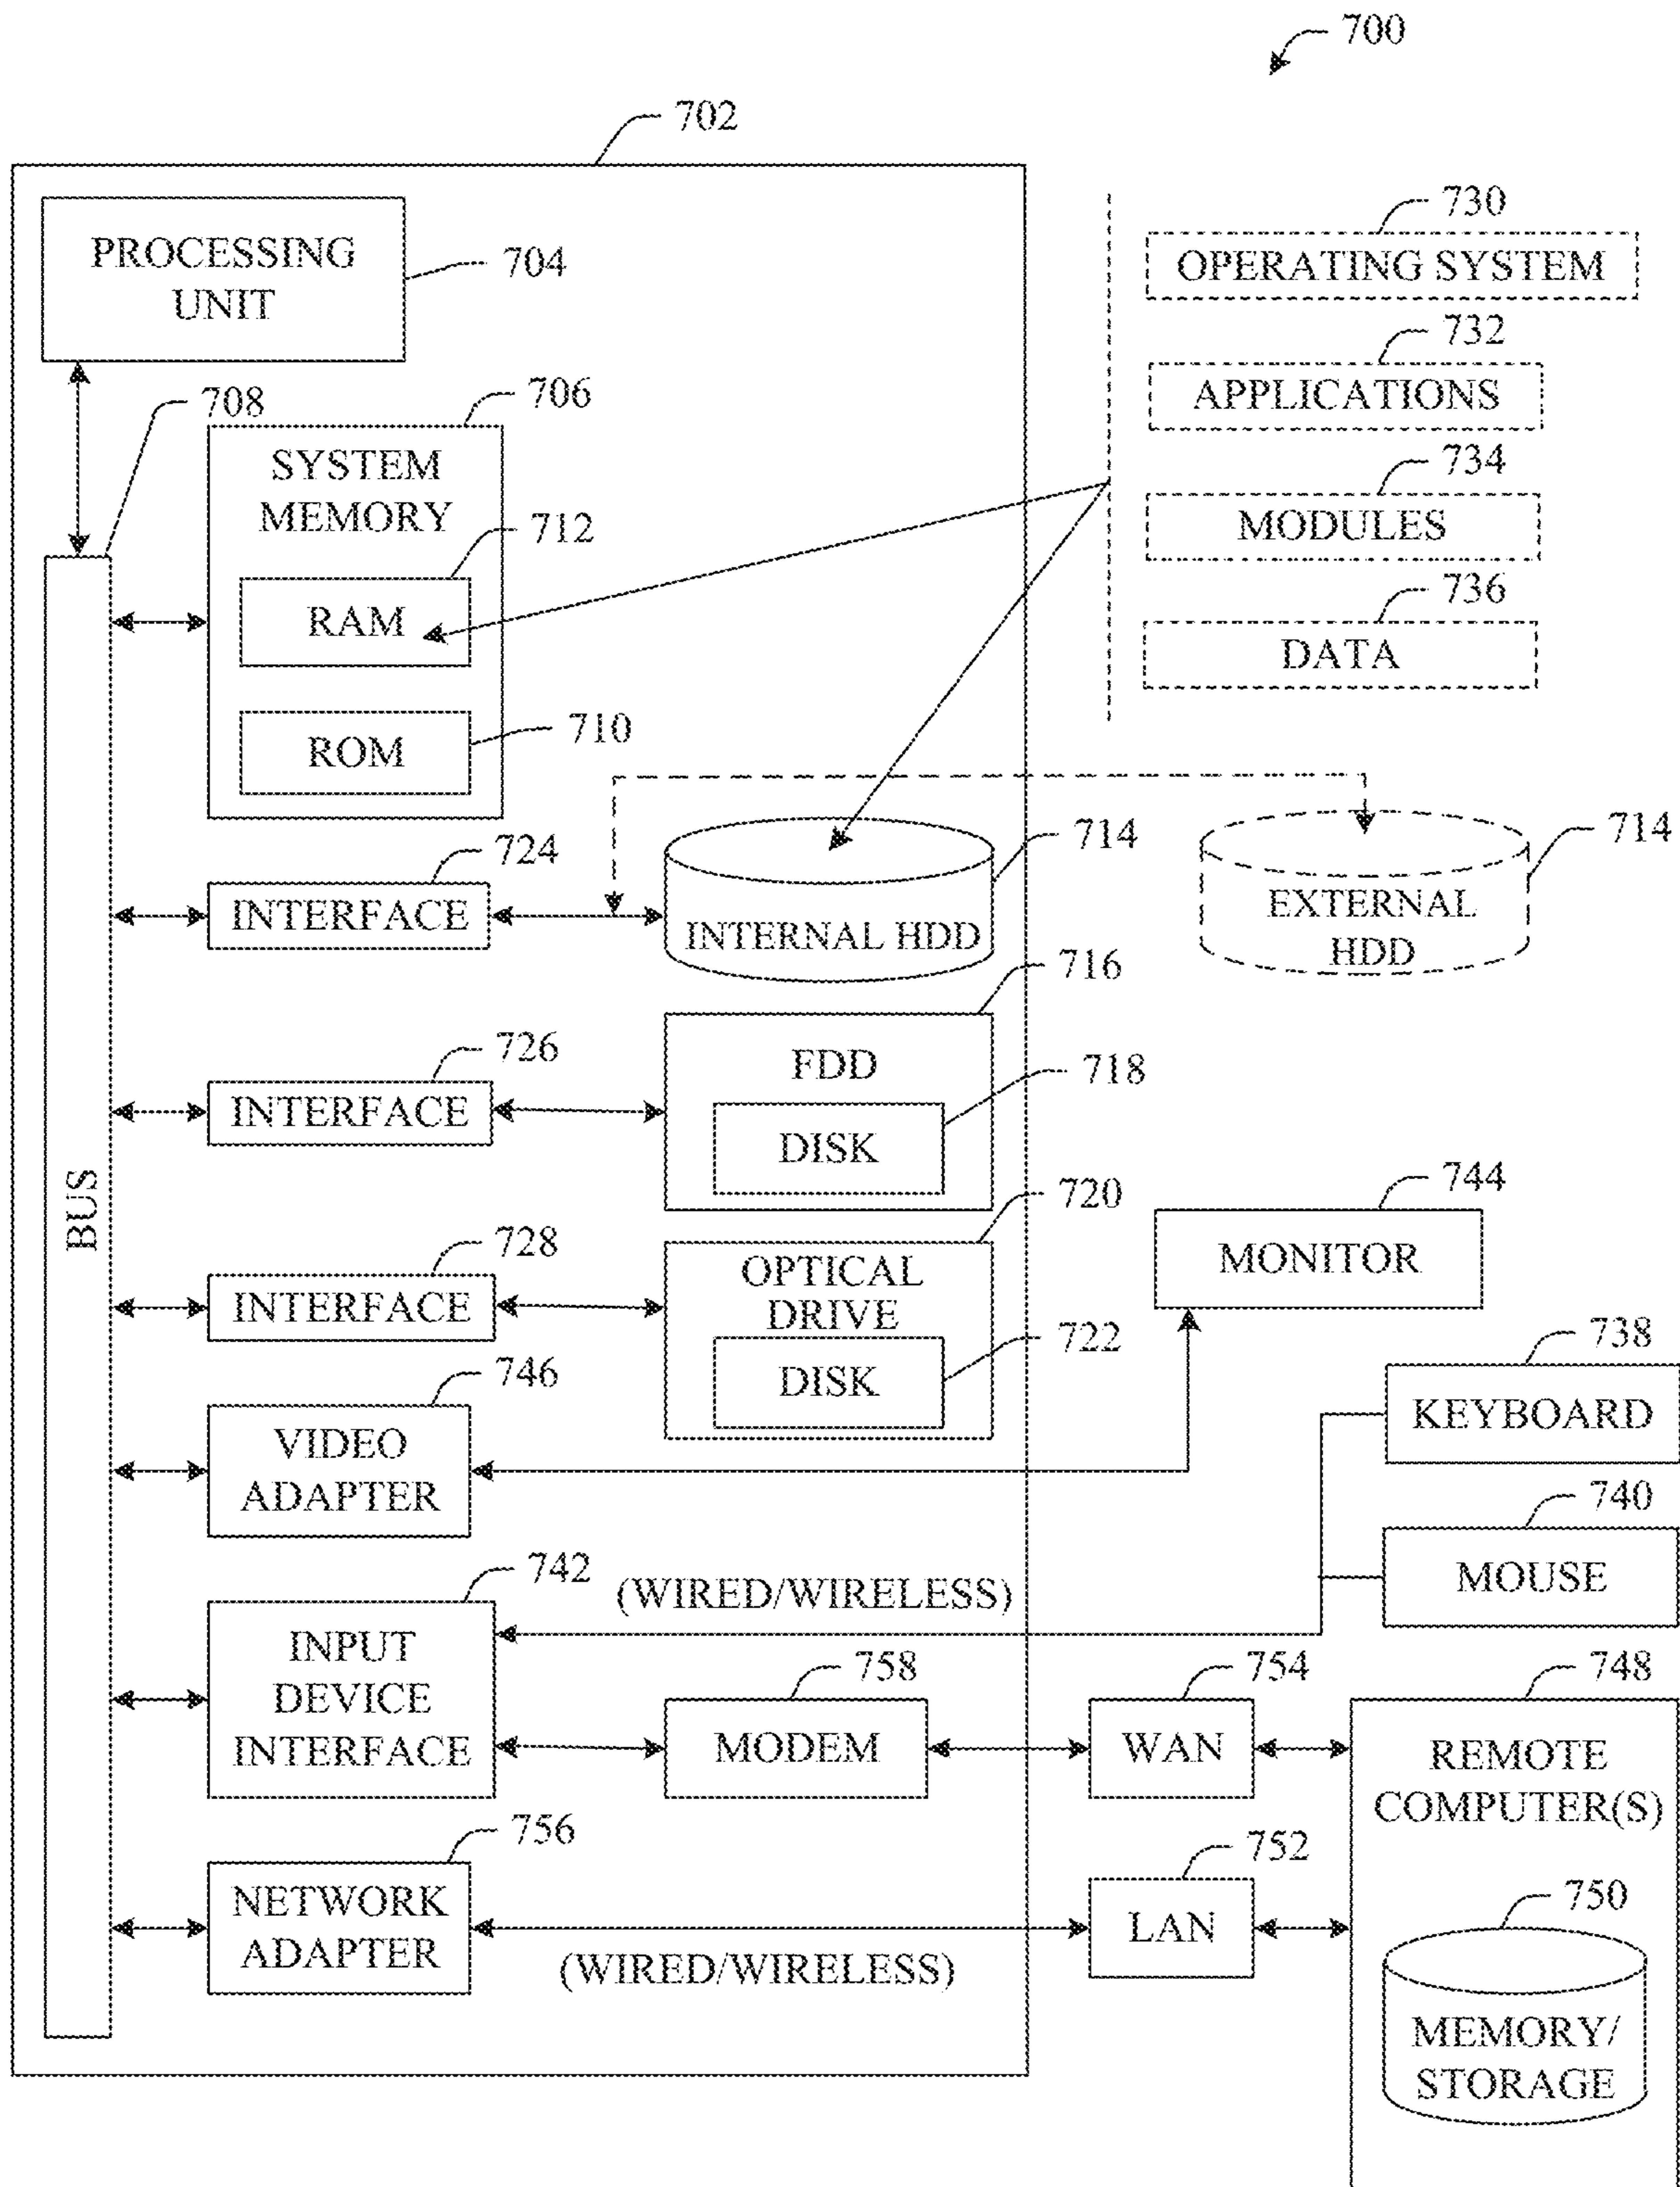 700
702
PROCESSING
UNIT
704
730
OPERATING SYSTEM
732
APPLICATIONS
734
MODULES
736
DATA
708
706
SYSTEM
MEMORY
712
RAM
710
ROM
724
INTERFACE
714
INTERNAL HDD
714
EXTERNAL
HDD
716
FDD
718
DISK
726
INTERFACE
BUS
720
OPTICAL
DRIVE
722
DISK
728
INTERFACE
744
MONITOR
738
KEYBOARD
746
VIDEO
ADAPTER
740
MOUSE
742
(WIRED/WIRELESS)
INPUT
DEVICE
INTERFACE
758
MODEM
754
WAN
748
REMOTE
COMPUTER(S)
756
NETWORK
ADAPTER
(WIRED/WIRELESS)
752
LAN
750
MEMORY/
STORAGE